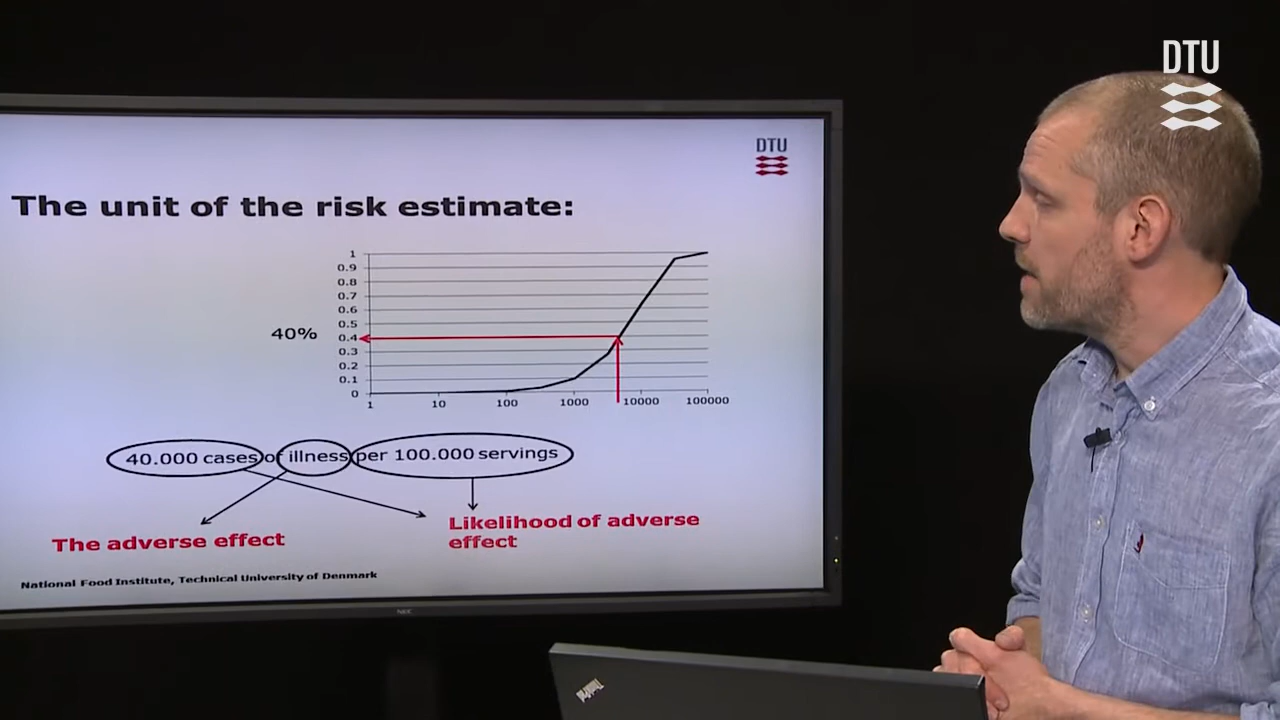 DTU
DTU
The unit of the risk estimate:
1
0.9
0.8
0.7
0.6
0.5
40%
0.4
0.3
0.2
0.1
0
1 10 100 1000 10000 100000
40.000 cases of illness per 100.000 servings
The adverse effect
Likelihood of adverse
effect
National Food Institute, Technical University of Denmark
NEC
ThinkPad